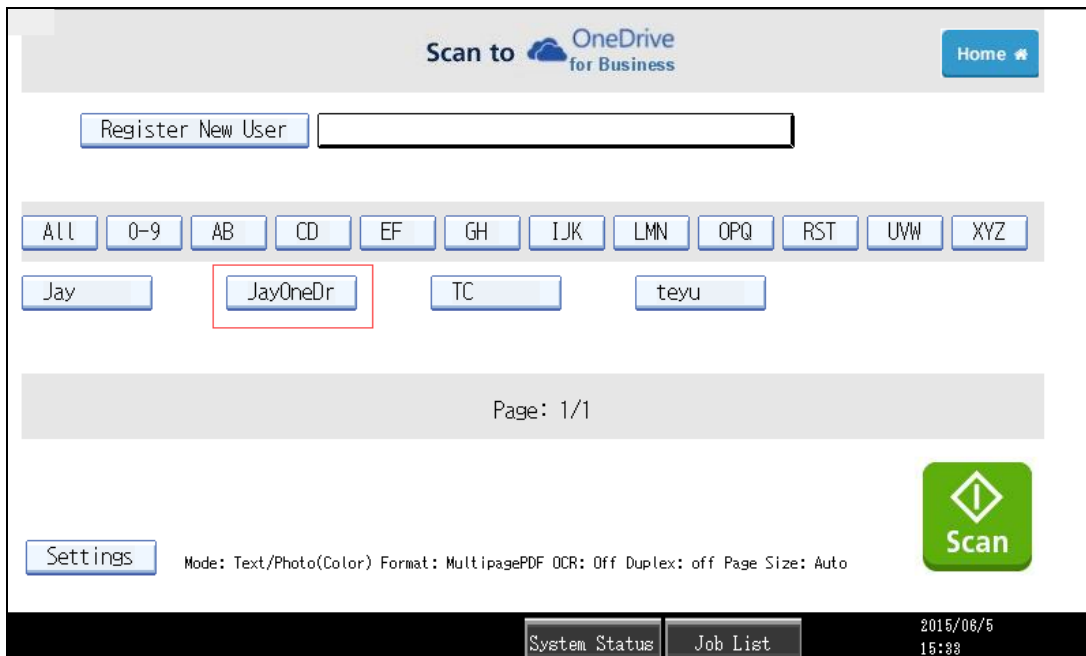 Scan to OneDrive for Business
Home
Register New User
All 0-9 AB CD EF GH IJK LMN OPQ RST UVW XYZ
Jay JayOneDr TC teyu
Page: 1/1
Scan
Settings Mode: Text/Photo(Color) Format: MultipagePDF OCR: Off Duplex: off Page Size: Auto
System Status Job List 2015/06/5
15:33